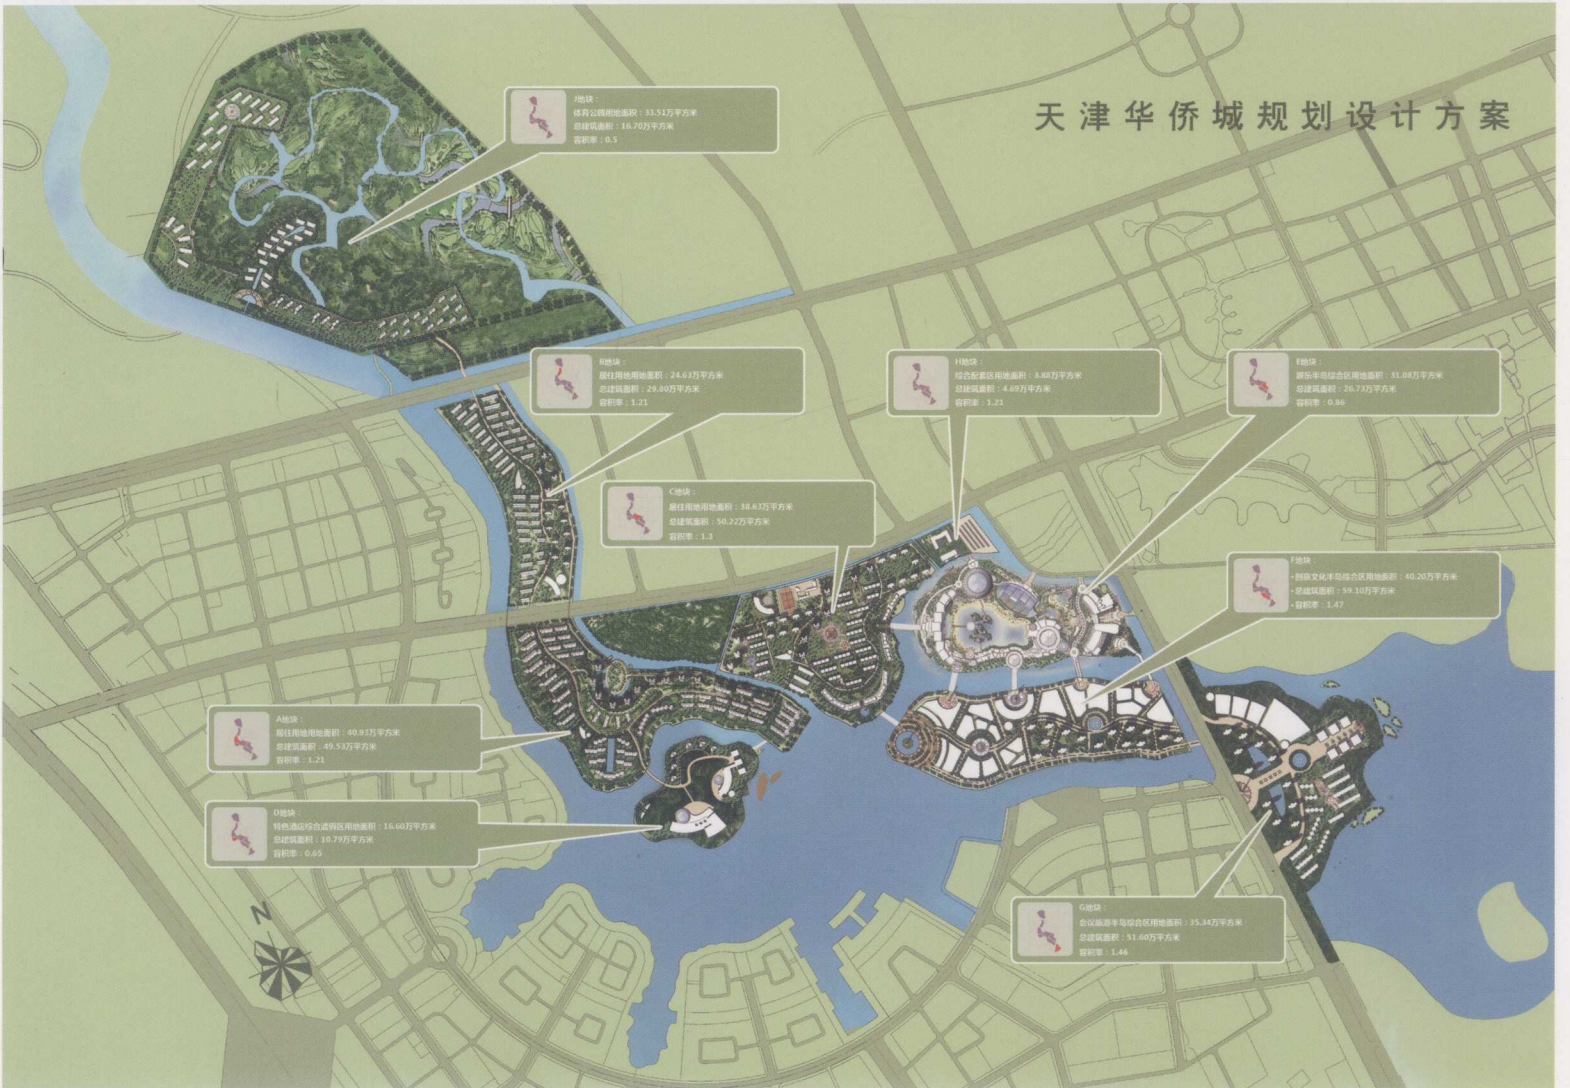 天津华侨城规划设计方案
J地块：
体育公园用地面积：33.51万平方米
总建筑面积：16.70万平方米
容积率：0.5
B地块：
居住用地用地面积：24.63万平方米
总建筑面积：29.80万平方米
容积率：1.21
H地块：
综合配套区用地面积：3.88万平方米
总建筑面积：4.69万平方米
容积率：1.21
E地块：
娱乐半岛综合区用地面积：31.08万平方米
总建筑面积：26.73万平方米
容积率：0.86
C地块：
居住用地用地面积：38.63万平方米
总建筑面积：50.22万平方米
容积率：1.3
F地块：
·创意文化半岛综合区用地面积：40.20万平方米
·总建筑面积：59.10万平方米
·容积率：1.47
A地块：
居住用地用地面积：40.93万平方米
总建筑面积：49.53万平方米
容积率：1.21
D地块：
特色酒店综合度假区用地面积：16.60万平方米
总建筑面积：10.79万平方米
容积率：0.65
G地块：
会议旅游半岛综合区用地面积：35.34万平方米
总建筑面积：51.60万平方米
容积率：1.46
N